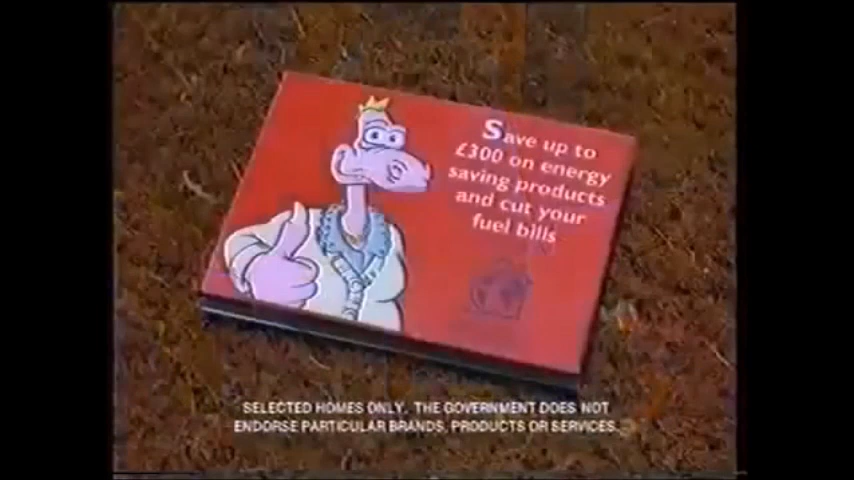 Save up to
£300 on energy
saving products
and cut your
fuel bills
SELECTED HOMES ONLY. THE GOVERNMENT DOES NOT
ENDORSE PARTICULAR BRANDS, PRODUCTS OR SERVICES.